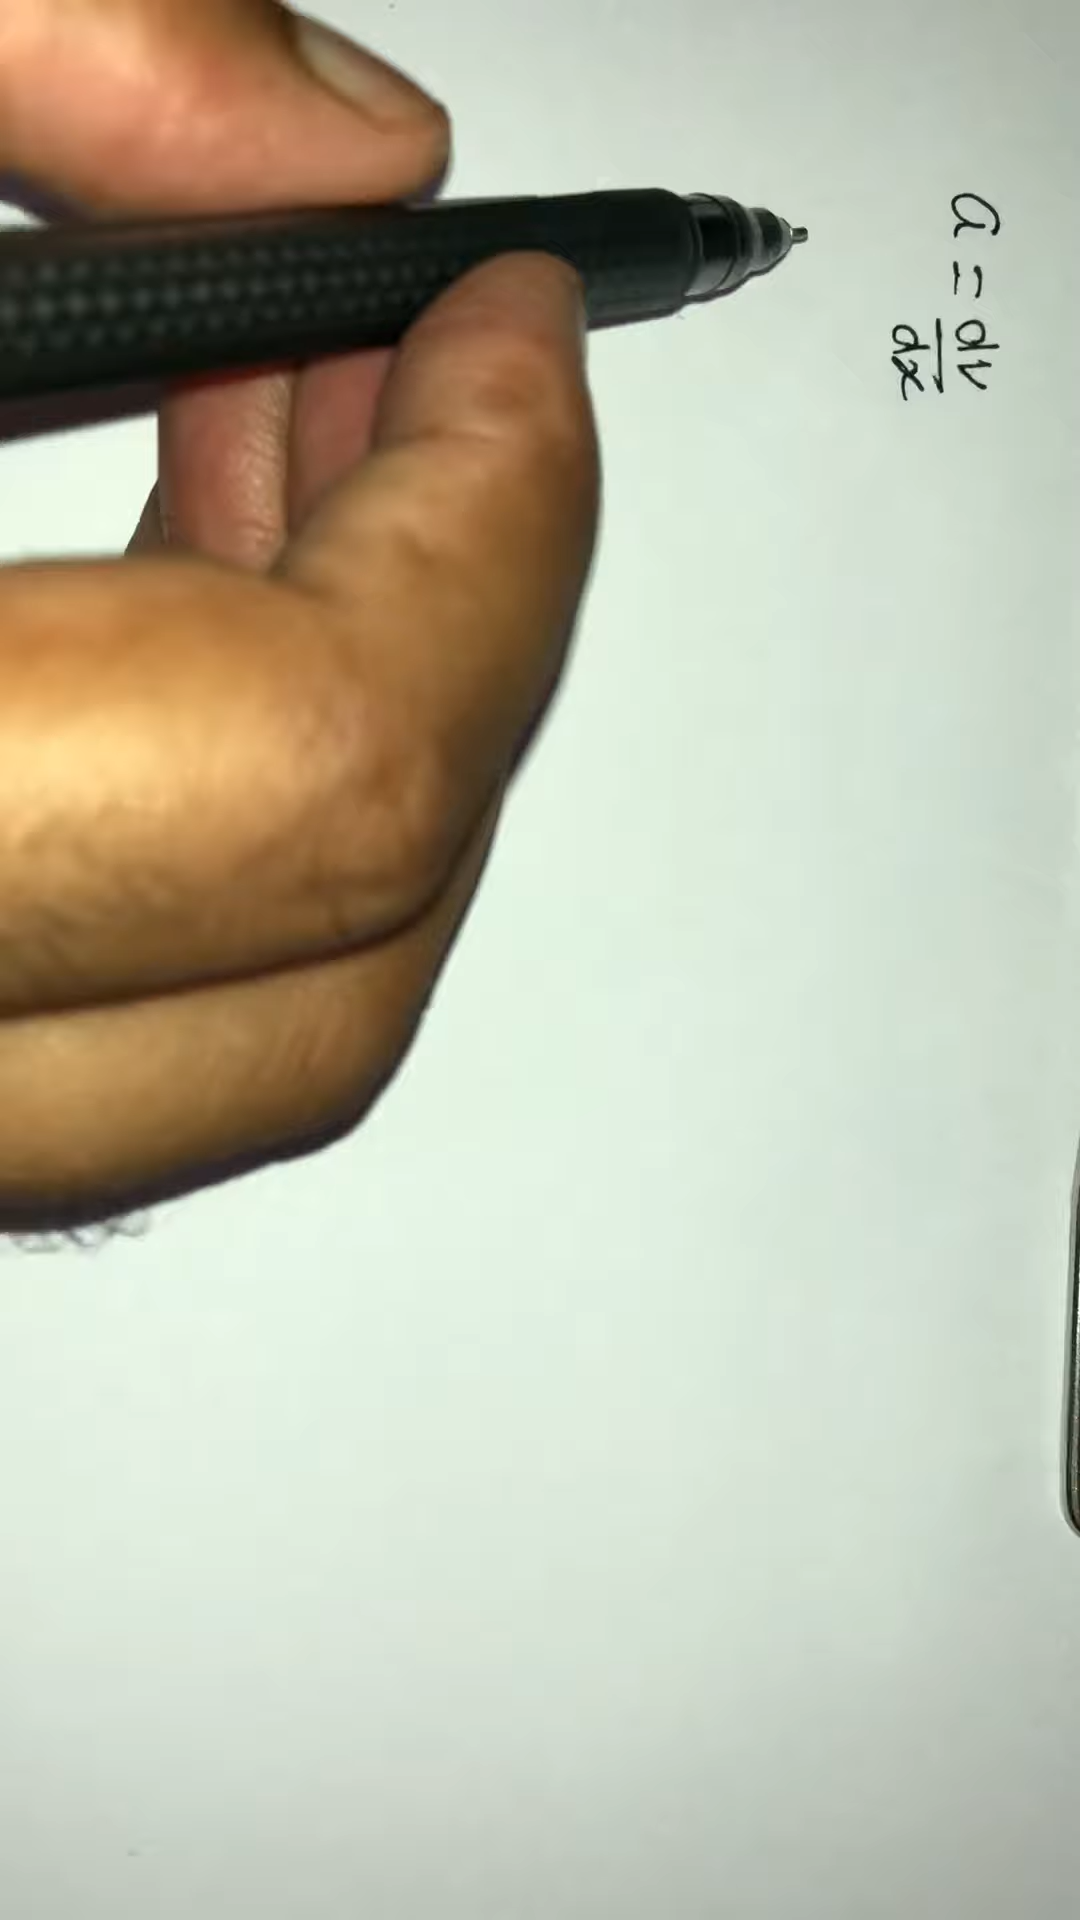 a = dv/dx